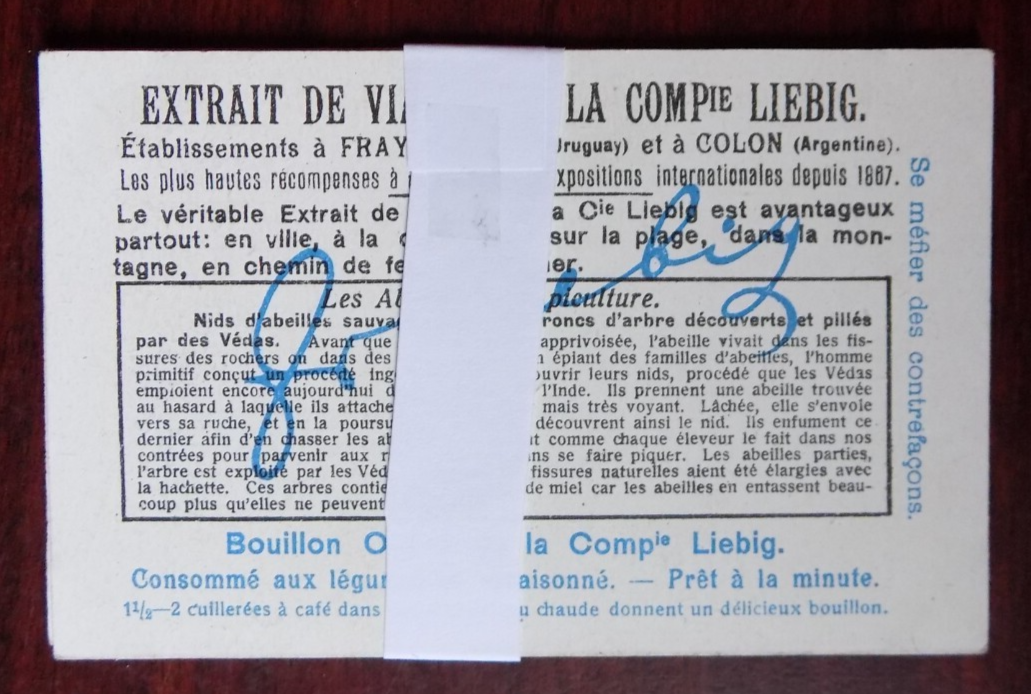 EXTRAIT DE LA COMPIE LIEBIG.
Établissements à FRAY Uruguay) et à COLON (Argentine).
Les plus hautes récompenses à xpositions internationales depuis 1867.
Le véritable Extrait de a Cie Liebig est avantageux
partout: en ville, à la sur la plage, dans la mon-
tagne, en chemin de fe er.
Les piculture.
Nids d'abeilles sauva troncs d'arbre découverts et pillés
par des Védas. Avant que apprivoisée, l'abeille vivait dans les fis-
sures des rochers ou dans des épiant des familles d'abeilles, l'homme
primitif conçut un procédé ing ouvrir leurs nids, procédé que les Védas
emploient encore aujourd'hui d l'Inde. Ils prennent une abeille trouvée
au hasard à laquelle ils attache mais très voyant. Lâchée, elle s'envole
vers sa ruche, et en la poursu découvrent ainsi le nid. Ils enfument ce
dernier afin d'en chasser les ab t comme chaque éleveur le fait dans nos
contrées pour parvenir aux r ns se faire piquer. Les abeilles parties,
l'arbre est exploité par les Véd fissures naturelles aient été élargies avec
la hachette. Ces arbres contie de miel car les abeilles en entassent beau-
coup plus qu'elles ne peuvent
Bouillon O la Compie Liebig.
Consommé aux légu aisonné. — Prêt à la minute.
1 1/2—2 cuillerées à café dans u chaude donnent un délicieux bouillon.
Se méfier des contrefaçons.